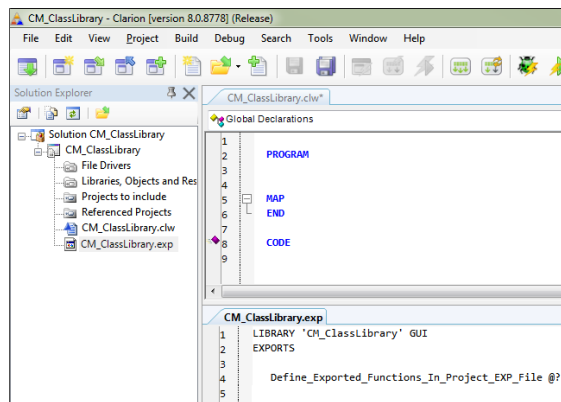 CM_ClassLibrary - Clarion [version 8.0.8778] (Release)
File Edit View Project Build Debug Search Tools Window Help
Solution Explorer
CM_ClassLibrary.clw*
Global Declarations
Solution CM_ClassLibrary
CM_ClassLibrary
File Drivers
Libraries, Objects and Res
Projects to include
Referenced Projects
CM_ClassLibrary.clw
CM_ClassLibrary.exp
1
2 PROGRAM
3
4
5 MAP
6 END
7
8 CODE
9
CM_ClassLibrary.exp
1 LIBRARY 'CM_ClassLibrary' GUI
2 EXPORTS
3
4 Define_Exported_Functions_In_Project_EXP_File @?
5